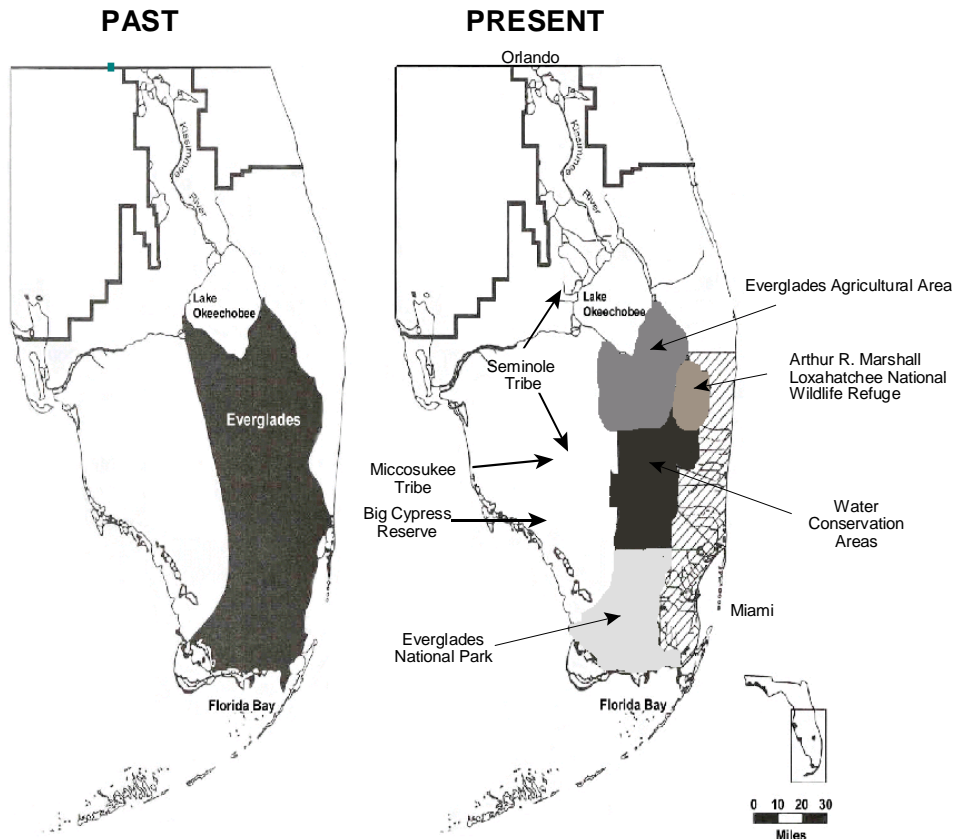 PAST
PRESENT
Orlando
Kissimmee
River
Kissimmee
River
Lake
Okeechobee
Lake
Okeechobee
Everglades Agricultural Area
Seminole
Tribe
Arthur R. Marshall
Loxahatchee National
Wildlife Refuge
Everglades
Miccosukee
Tribe
Big Cypress
Reserve
Water
Conservation
Areas
Miami
Everglades
National Park
Florida Bay
Florida Bay
0 10 20 30
Miles